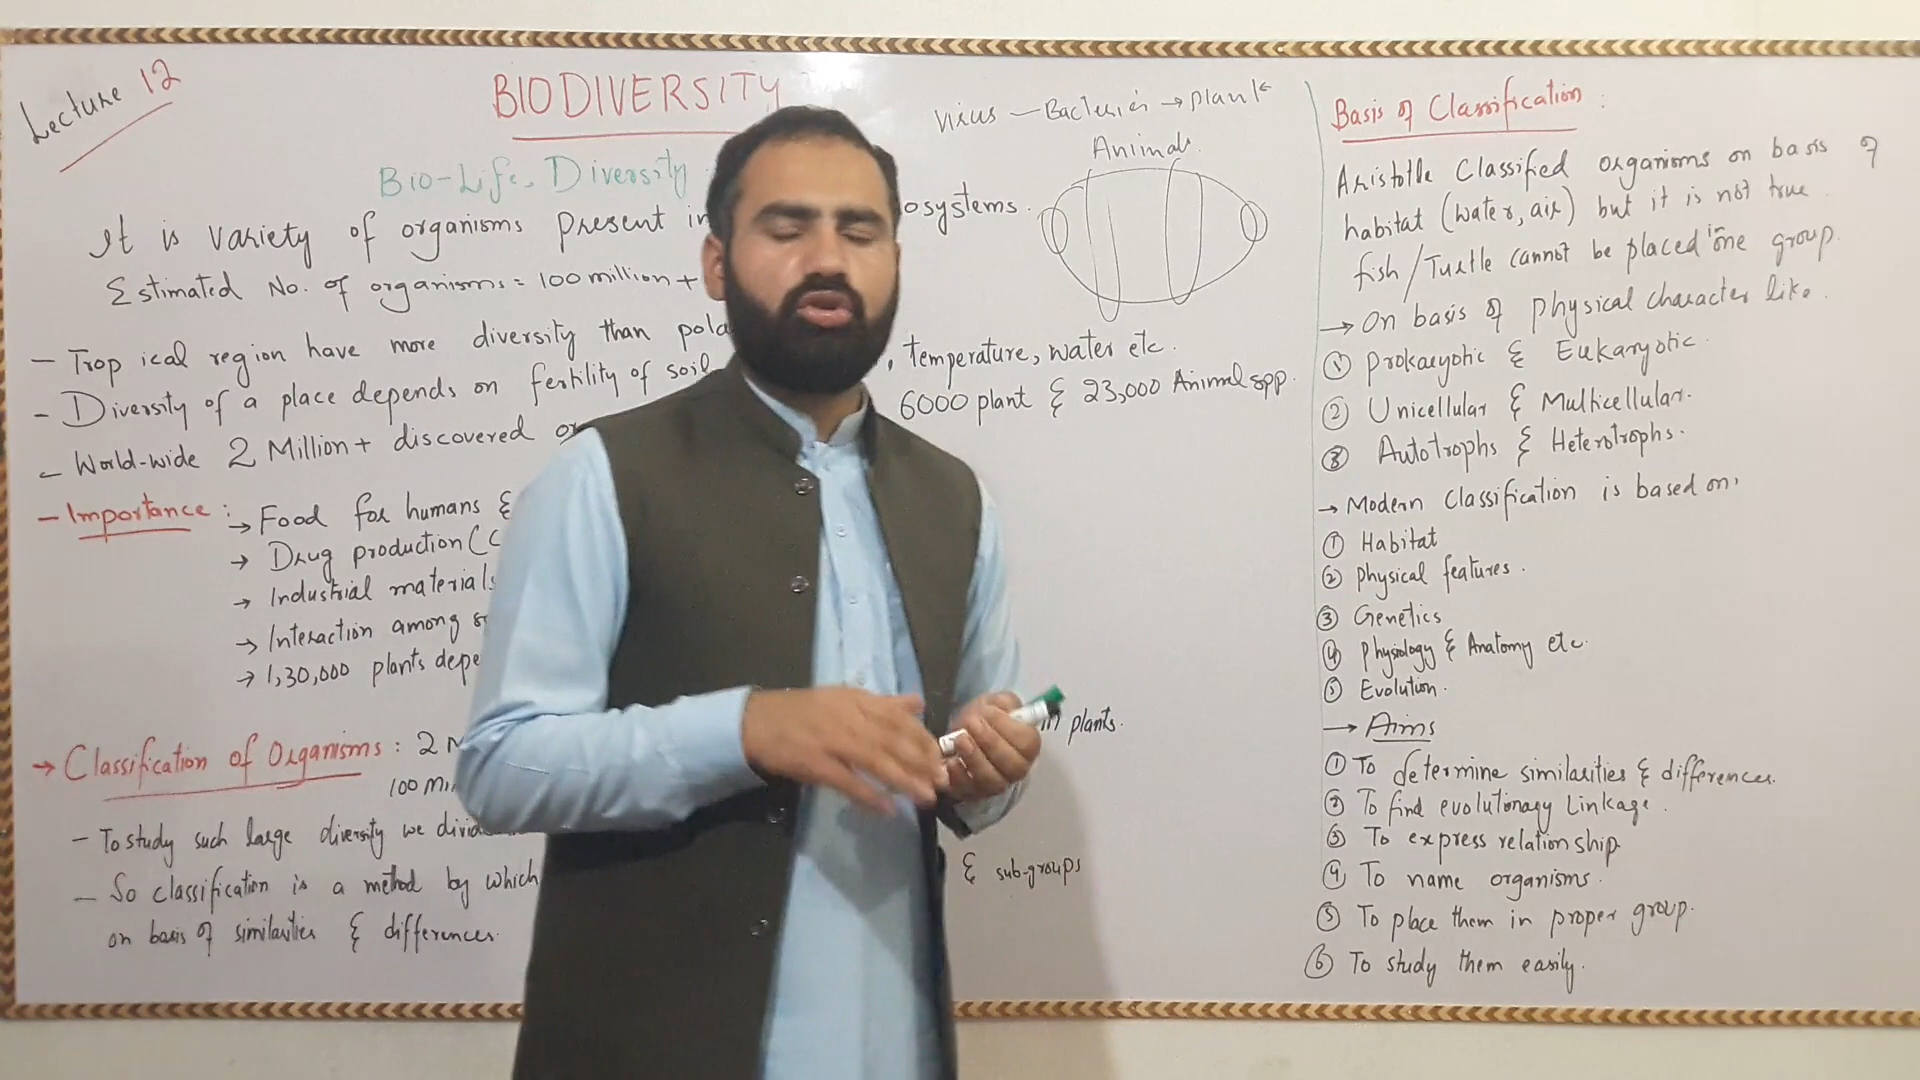 Lecture 12
BIODIVERSITY
Bio-Life, Diversity
It is variety of organisms present in
osystems.
Estimated No. of organisms = 100 million +
- Tropical region have more diversity than pola
- Diversity of a place depends on fertility of soil
, temperature, water etc.
- World-wide 2 Million+ discovered or
6000 plant & 23,000 Animal spp.
- Importance :
→ Food for humans &
→ Drug production (
→ Industrial materials
→ Interaction among s
→ 1,30,000 plants depe
in plants.
→ Classification of Organisms : 2 M
100 Mi
- To study such large diversity we divid
- So classification is a method by which
& sub-groups
on basis of similarities & differences.
Virus — Bacteria → plant
Animals.
Basis of Classification :
Aristotle Classified organisms on basis of
habitat (water, air) but it is not true.
fish / Turtle cannot be placed in one group.
→ On basis of physical character like.
① Prokaryotic & Eukaryotic.
② Unicellular & Multicellular.
③ Autotrophs & Heterotrophs.
→ Modern classification is based on,
① Habitat
② Physical features.
③ Genetics
④ Physiology & Anatomy etc.
⑤ Evolution.
→ Aims
① To determine similarities & differences.
② To find evolutionary Linkage.
③ To express relationship
④ To name organisms.
⑤ To place them in proper group.
⑥ To study them easily.